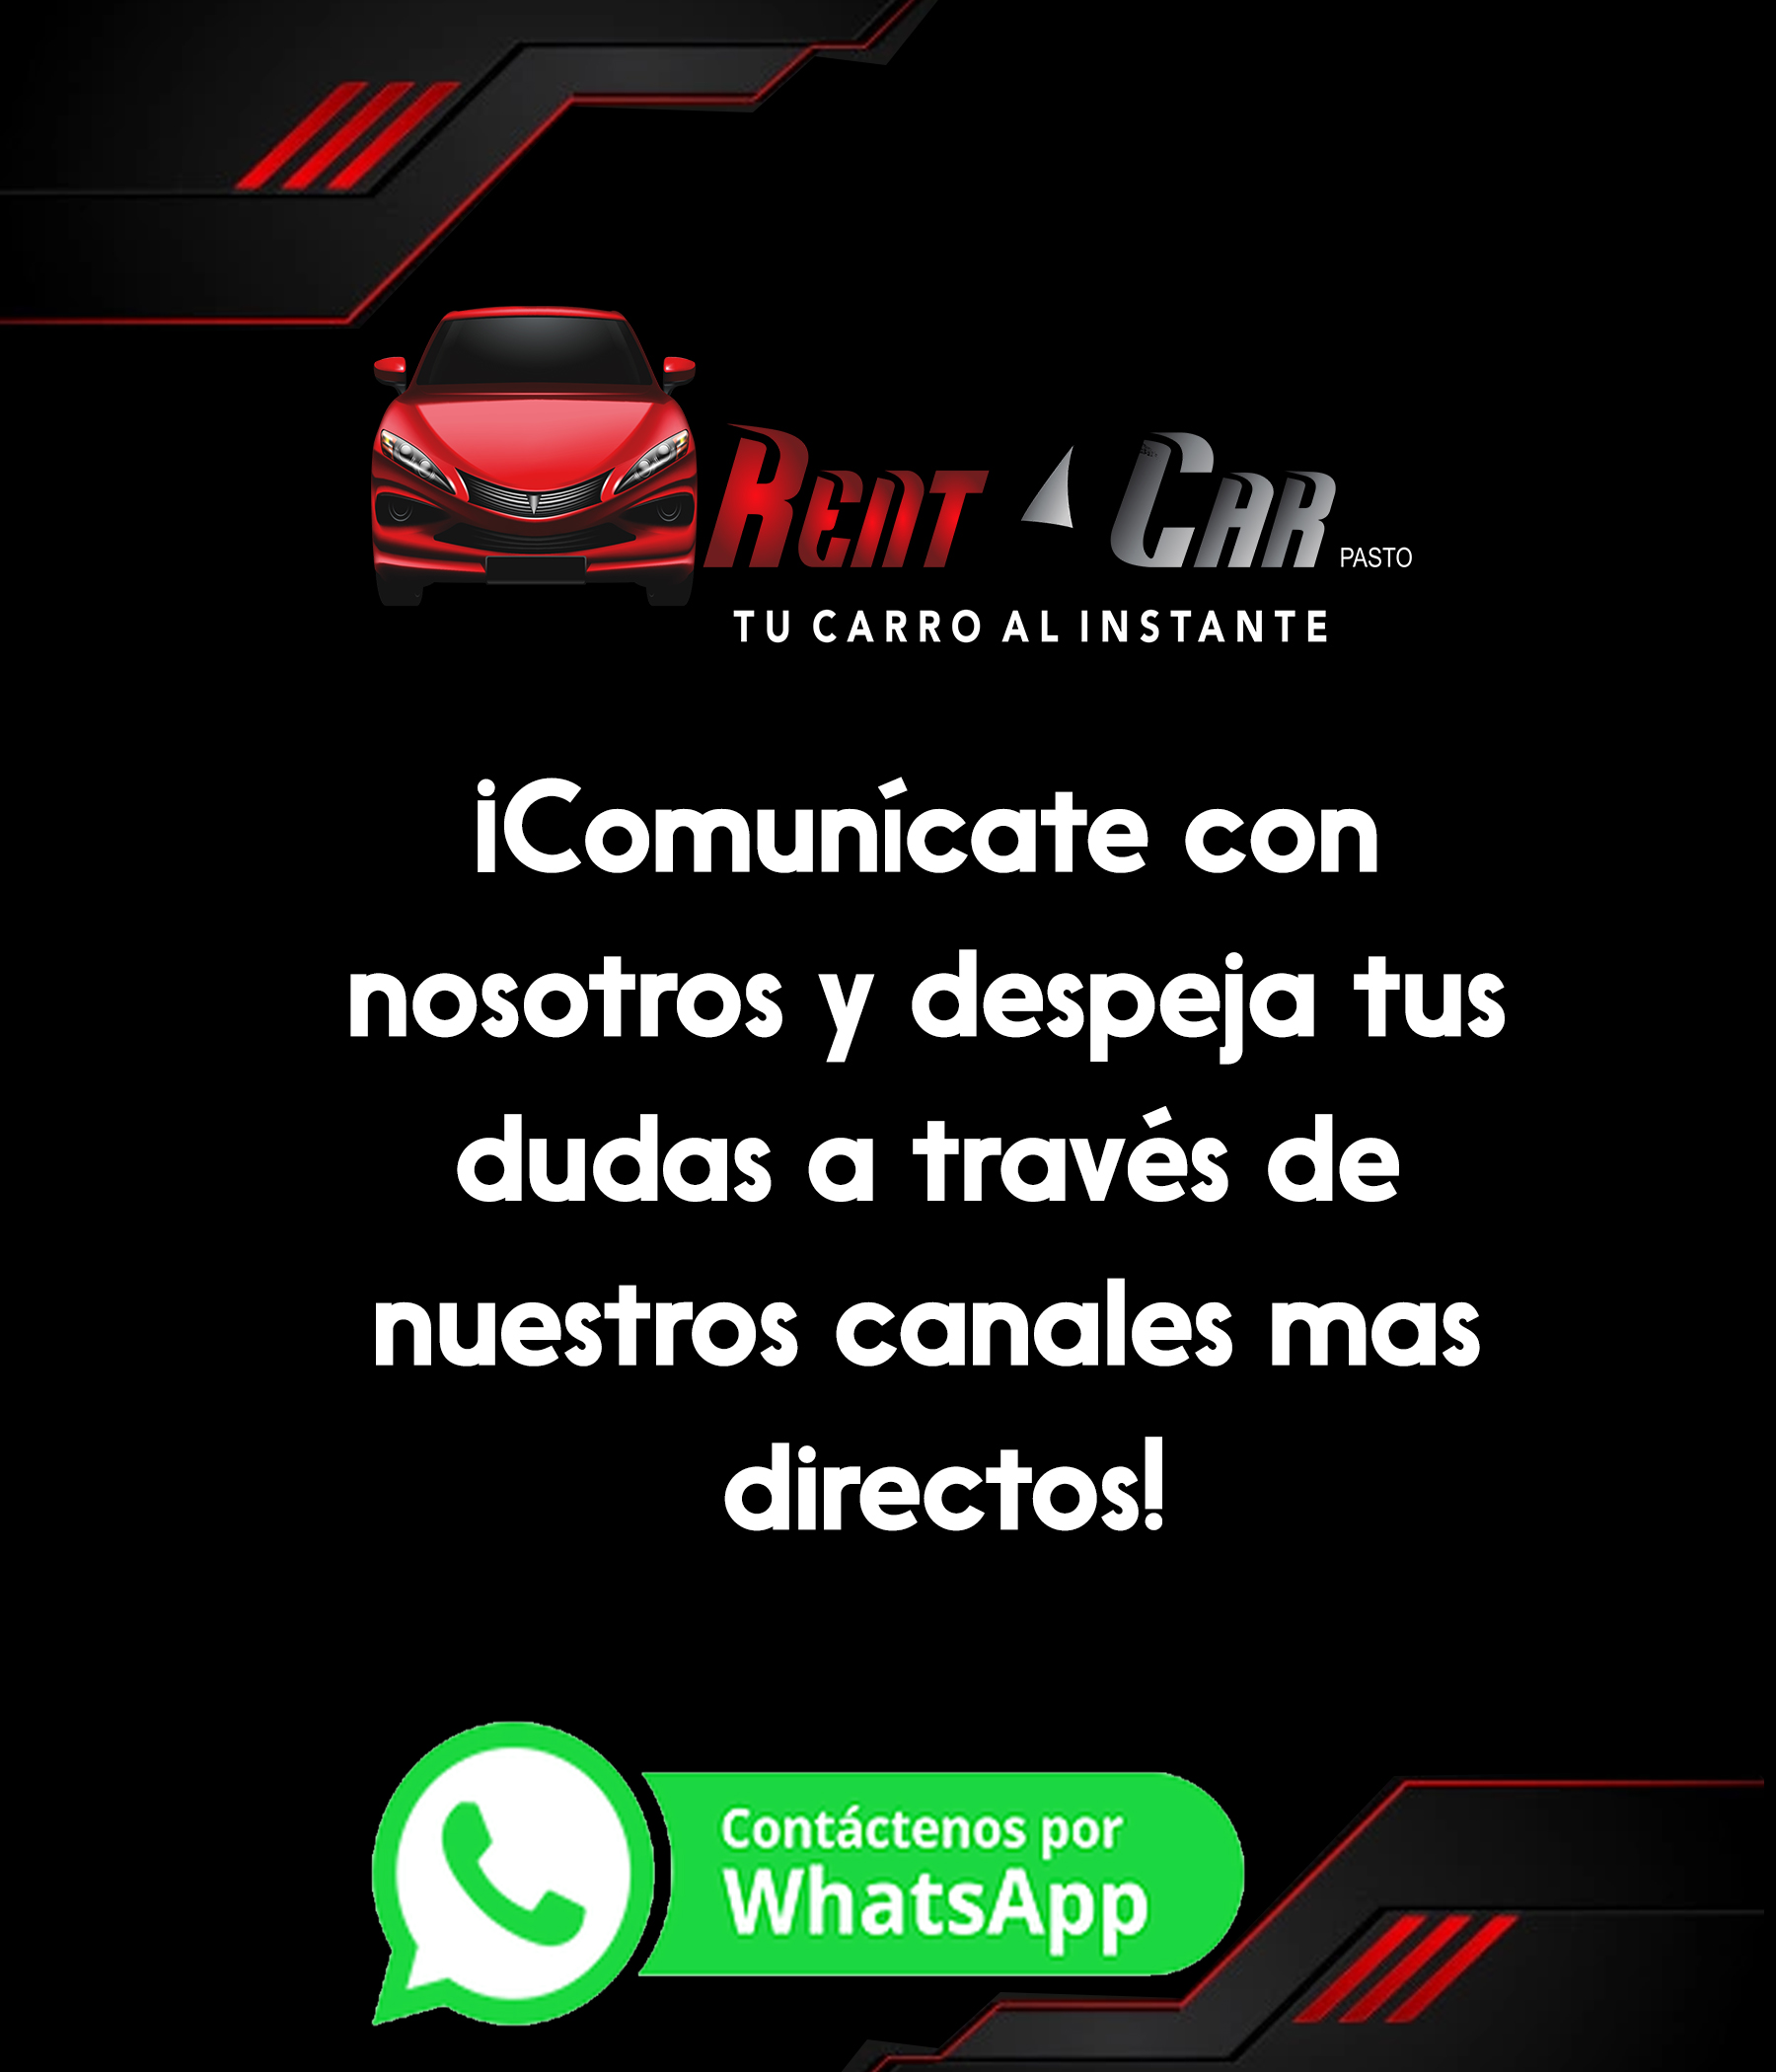 Rent A Car PASTO
TU CARRO AL INSTANTE
¡Comunícate con
nosotros y despeja tus
dudas a través de
nuestros canales mas
directos!
Contáctenos por
WhatsApp